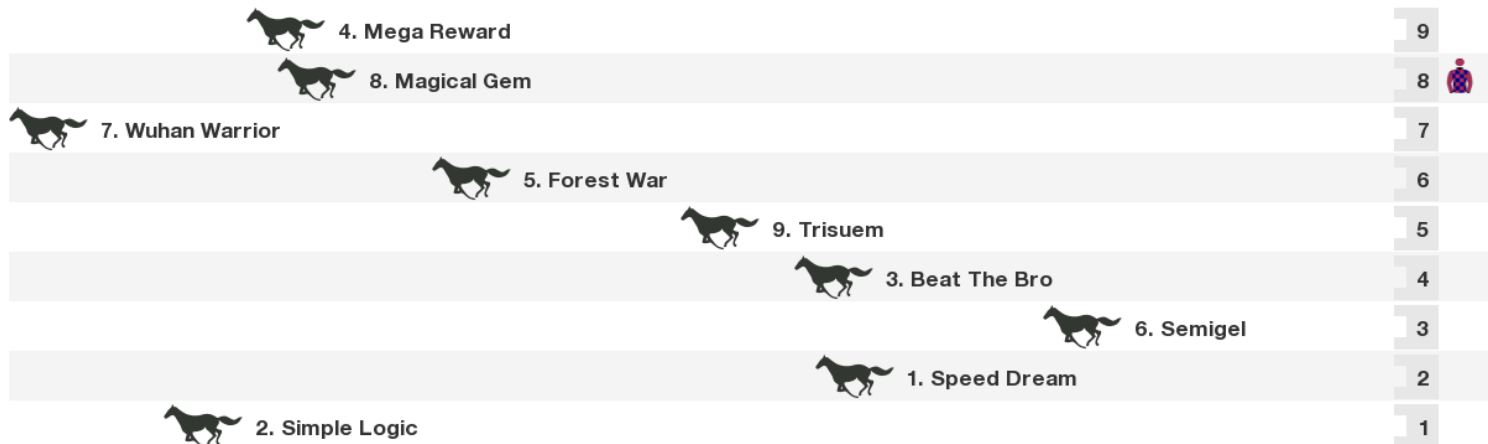 4. Mega Reward 9
8. Magical Gem 8
7. Wuhan Warrior 7
5. Forest War 6
9. Trisuem 5
3. Beat The Bro 4
6. Semigel 3
1. Speed Dream 2
2. Simple Logic 1